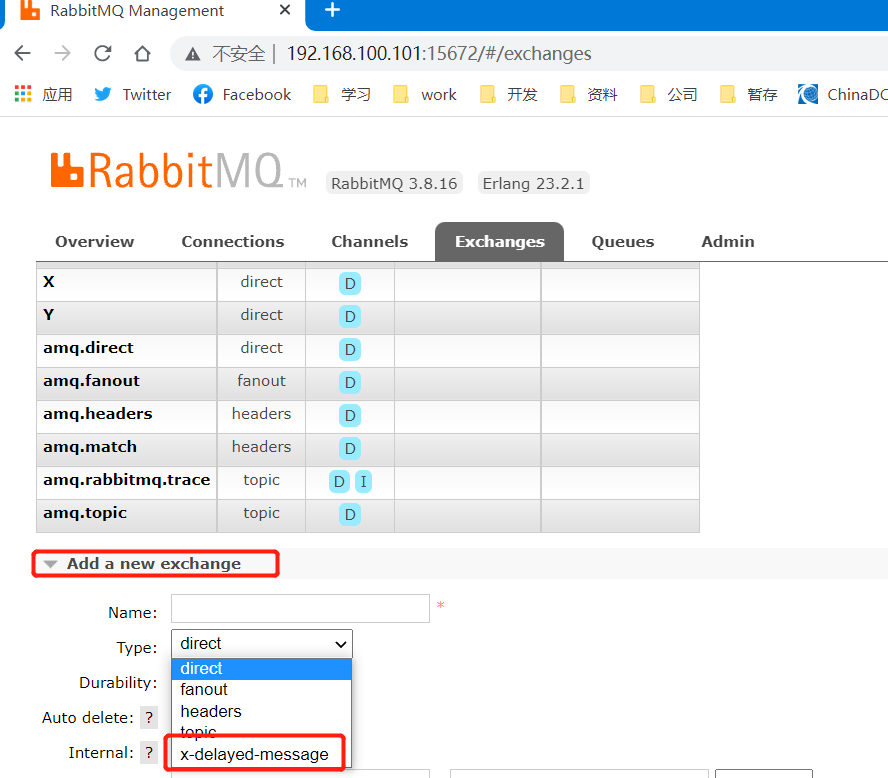 RabbitMQ Management
不安全 | 192.168.100.101:15672/#/exchanges
应用 Twitter Facebook 学习 work 开发 资料 公司 暂存 ChinaDC
RabbitMQ TM RabbitMQ 3.8.16 Erlang 23.2.1
Overview Connections Channels Exchanges Queues Admin
X direct D
Y direct D
amq.direct direct D
amq.fanout fanout D
amq.headers headers D
amq.match headers D
amq.rabbitmq.trace topic D I
amq.topic topic D
Add a new exchange
Name: *
Type: direct
direct
Durability:
fanout
headers
Auto delete: ?
topic
Internal: ? x-delayed-message